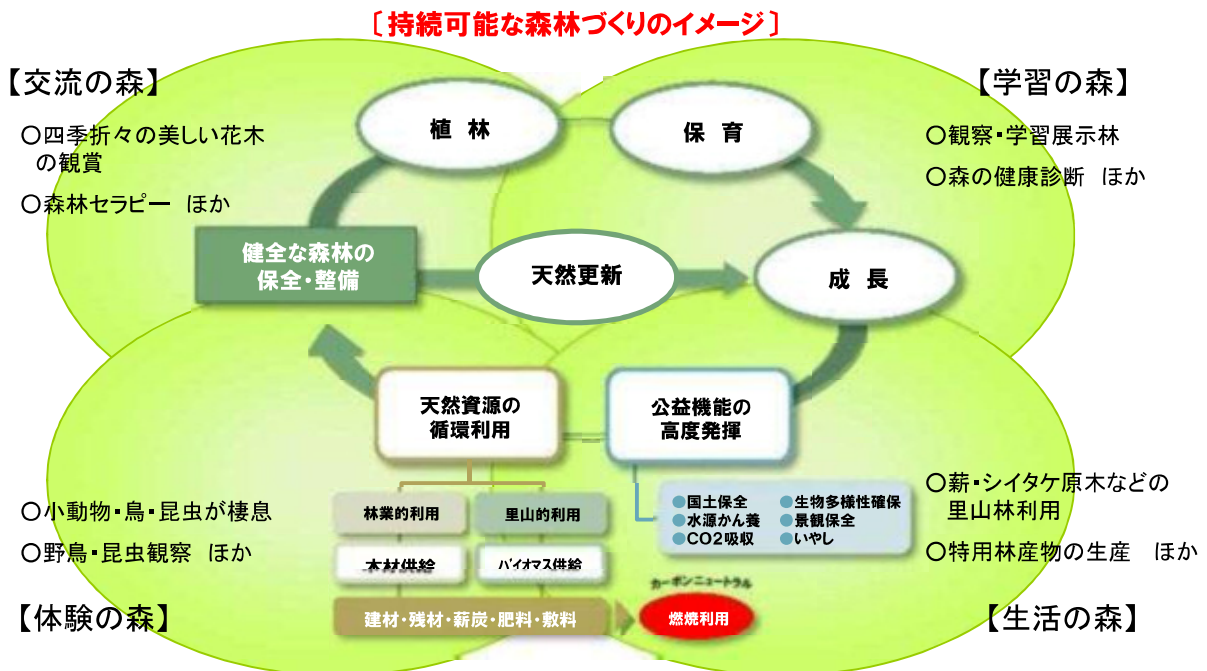 〔持続可能な森林づくりのイメージ〕
【交流の森】
○四季折々の美しい花木
の観賞
○森林セラピー ほか
【学習の森】
○観察・学習展示林
○森の健康診断 ほか
植 林
保 育
健全な森林の
保全・整備
天然更新
成 長
天然資源の
循環利用
公益機能の
高度発揮
林業的利用
里山的利用
木材供給
バイオマス供給
建材・残材・薪炭・肥料・敷料
カーボンニュートラル
燃焼利用
●国土保全 ●生物多様性確保
●水源かん養 ●景観保全
●CO2吸収 ●いやし
○小動物・鳥・昆虫が棲息
○野鳥・昆虫観察 ほか
【体験の森】
○薪・シイタケ原木などの
里山林利用
○特用林産物の生産 ほか
【生活の森】